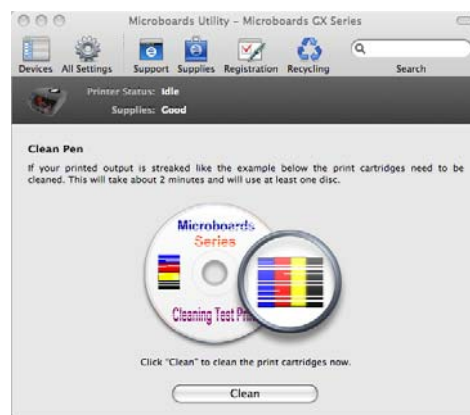 Microboards Utility – Microboards GX Series
Devices All Settings Support Supplies Registration Recycling Search
Printer Status: Idle
Supplies: Good
Clean Pen
If your printed output is streaked like the example below the print cartridges need to be
cleaned. This will take about 2 minutes and will use at least one disc.
Microboards
Series
Cleaning Test Pri
Click "Clean" to clean the print cartridges now.
Clean